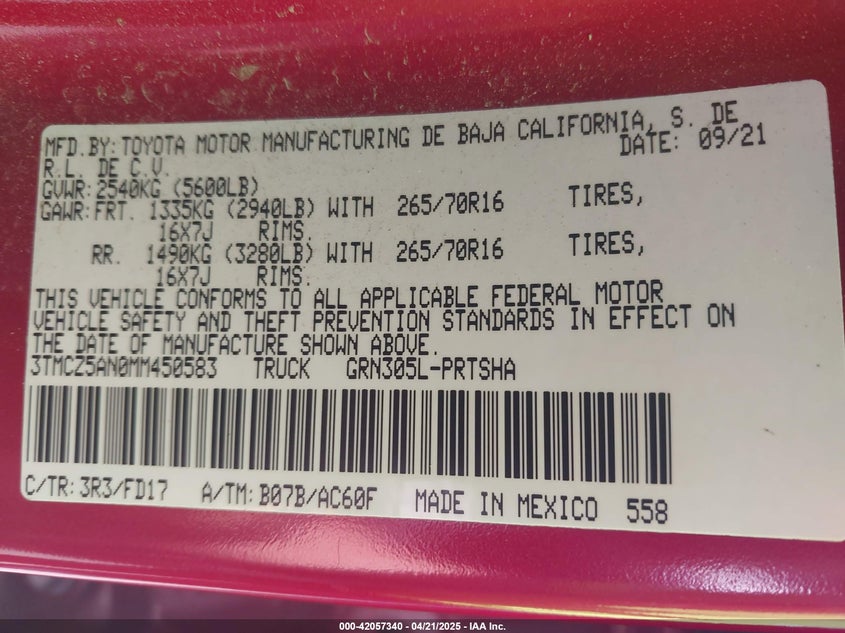 MFD.BY:TOYOTA MOTOR MANUFACTURING DE BAJA CALIFORNIA, S. DE
R.L. DE C.V. DATE: 09/21
GVWR:2540KG (5600LB)
GAWR:FRT. 1335KG (2940LB) WITH 265/70R16 TIRES,
16X7J RIMS.
RR. 1490KG (3280LB) WITH 265/70R16 TIRES,
16X7J RIMS.
THIS VEHICLE CONFORMS TO ALL APPLICABLE FEDERAL MOTOR
VEHICLE SAFETY AND THEFT PREVENTION STANDARDS IN EFFECT ON
THE DATE OF MANUFACTURE SHOWN ABOVE.
3TMCZ5AN0MM450583 TRUCK GRN305L-PRTSHA
C/TR:3R3/FD17 A/TM:B07B/AC60F MADE IN MEXICO 558
000-42057340 - 04/21/2025 - IAA Inc.